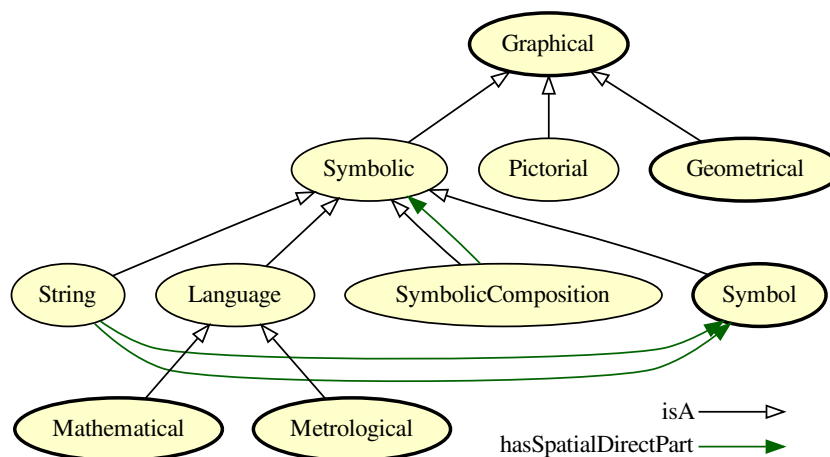 Graphical
Symbolic
Pictorial
Geometrical
String
Language
SymbolicComposition
Symbol
Mathematical
Metrological
isA
hasSpatialDirectPart